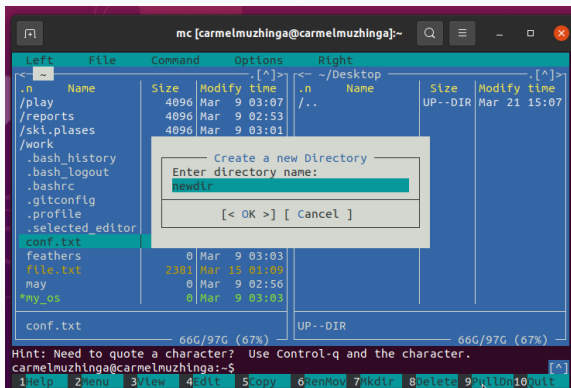 mc [carmelmuzhinga@carmelmuzhinga]:~
Left File Command Options Right
<─ ~ ─.[^]>
<─ ~/Desktop ─.[^]>
.n Name Size Modify time
.n Name Size Modify time
/play 4096 Mar 9 03:07
/.. UP--DIR Mar 21 15:07
/reports 4096 Mar 9 02:53
/ski.plases 4096 Mar 9 03:01
/work
.bash_history
.bash_logout
.bashrc
.gitconfig
.profile
.selected_editor
conf.txt
Create a new Directory
Enter directory name:
newdir
[< OK >] [ Cancel ]
feathers 0 Mar 9 03:03
file.txt 2381 Mar 15 01:09
may 0 Mar 9 02:56
*my_os 0 Mar 9 03:03
conf.txt
UP--DIR
66G/97G (67%)
66G/97G (67%)
Hint: Need to quote a character? Use Control-q and the character.
carmelmuzhinga@carmelmuzhinga:~$ [^]
1Help 2Menu 3View 4Edit 5Copy 6RenMov 7Mkdir 8Delete 9PullDn 10Quit